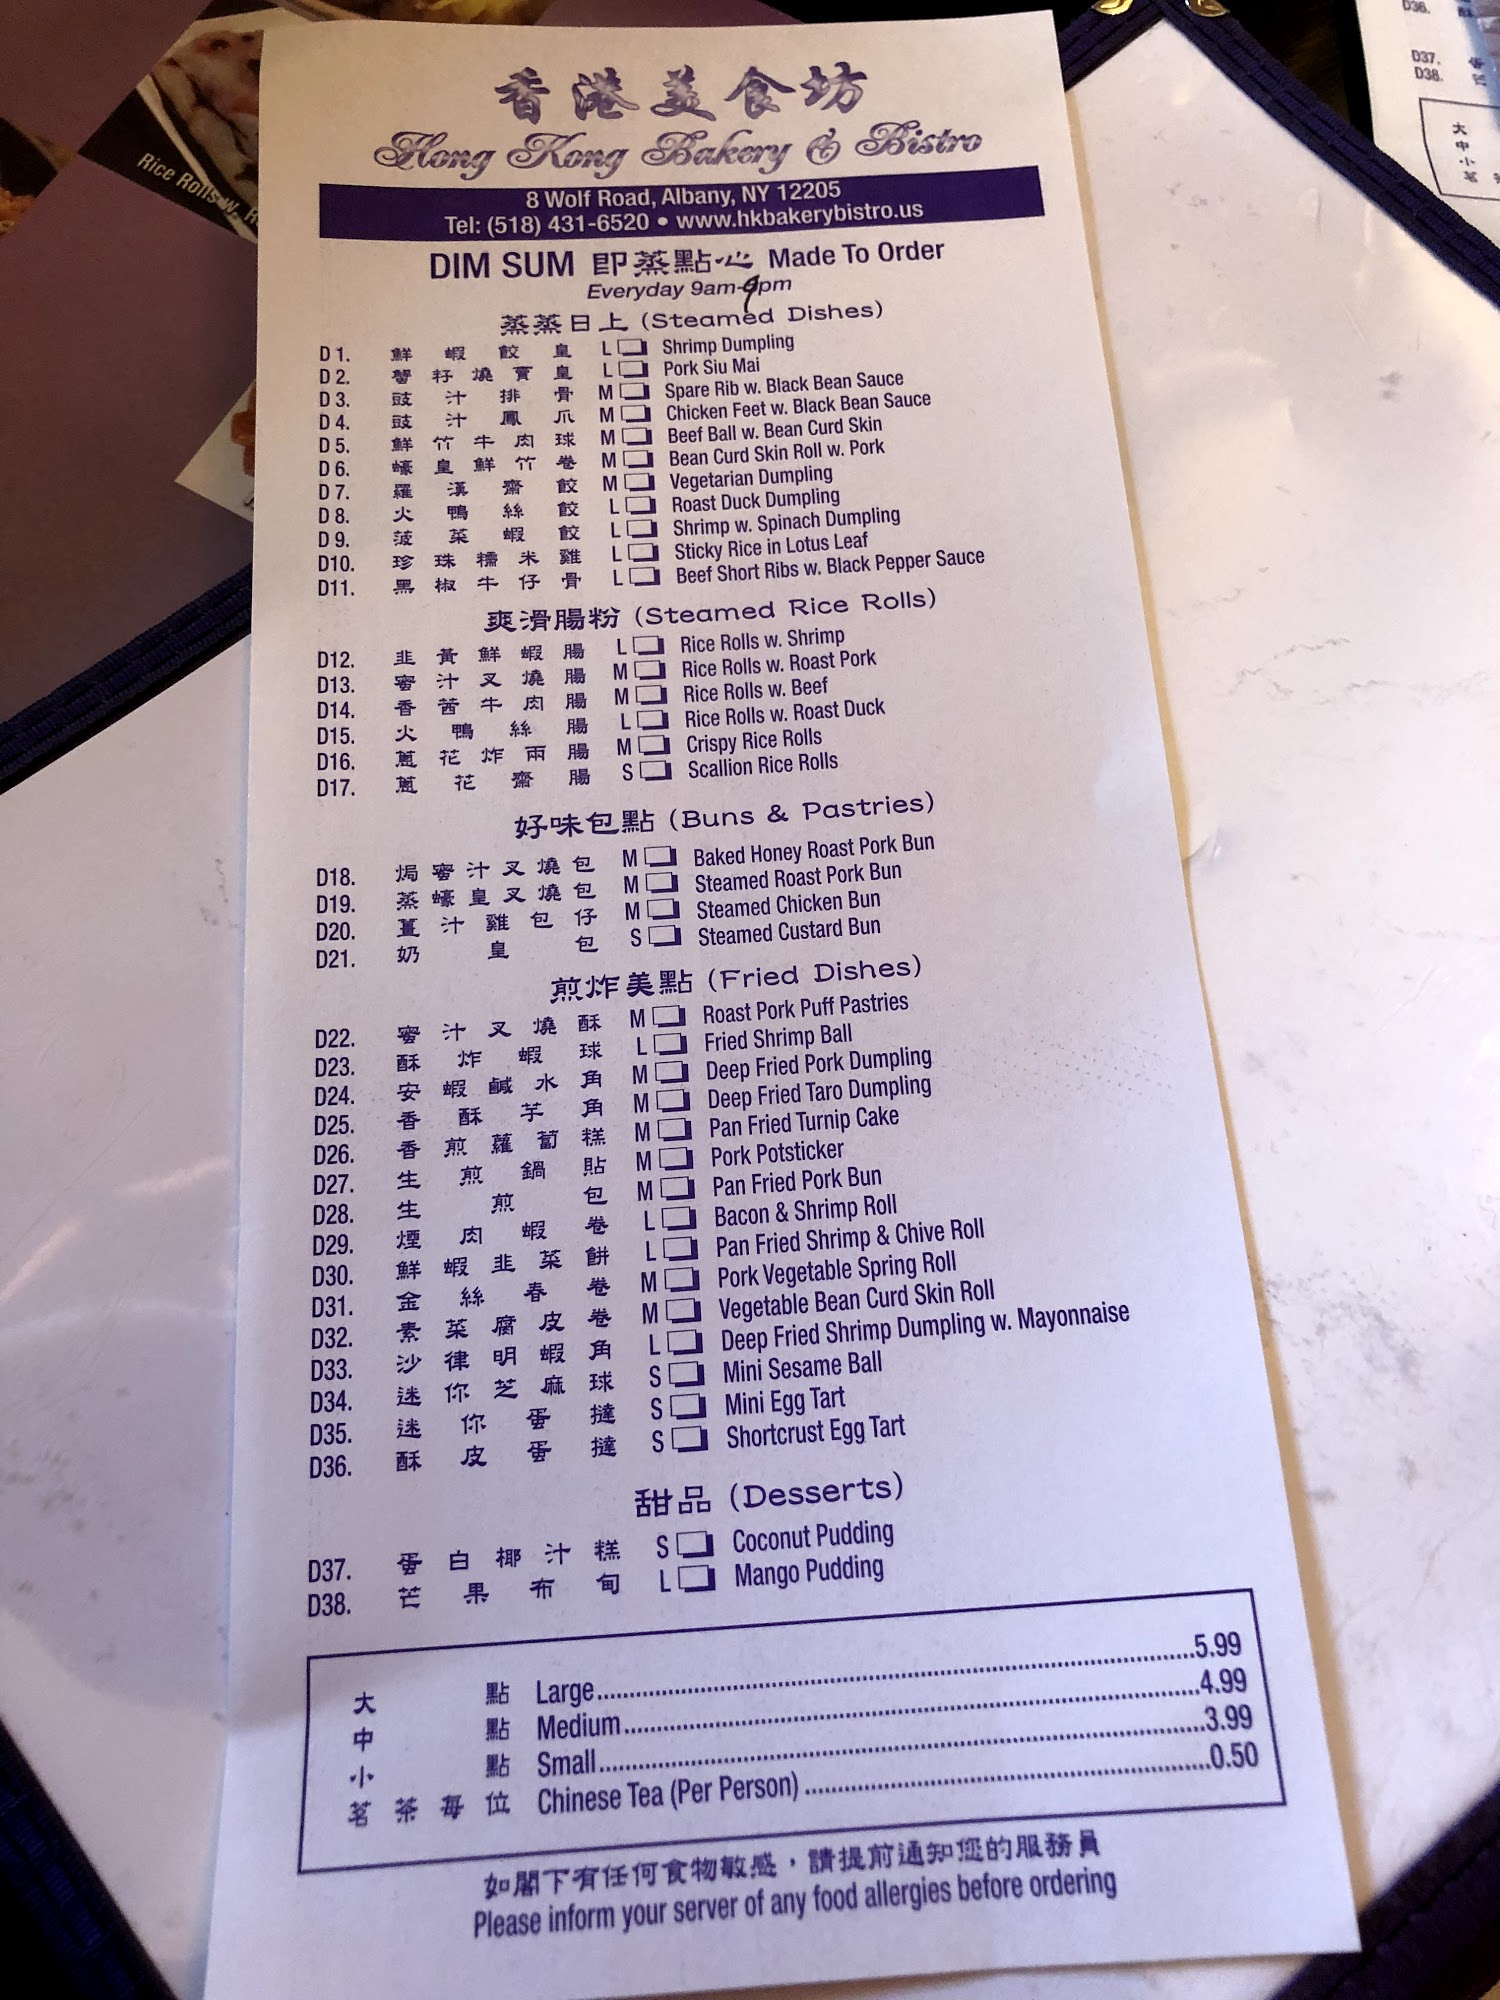 香港美食坊
Hong Kong Bakery & Bistro
8 Wolf Road, Albany, NY 12205
Tel: (518) 431-6520 • www.hkbakerybistro.us
DIM SUM 即蒸點心 Made To Order
Everyday 9am-9pm
蒸蒸日上 (Steamed Dishes)
D 1. 鮮蝦餃皇 L Shrimp Dumpling
D 2. 蟹籽燒賣皇 L Pork Siu Mai
D 3. 豉汁排骨 M Spare Rib w. Black Bean Sauce
D 4. 豉汁鳳爪 M Chicken Feet w. Black Bean Sauce
D 5. 鮮竹牛肉球 M Beef Ball w. Bean Curd Skin
D 6. 蠔皇鮮竹卷 M Bean Curd Skin Roll w. Pork
D 7. 羅漢齋餃 M Vegetarian Dumpling
D 8. 火鴨絲餃 L Roast Duck Dumpling
D 9. 菠菜蝦餃 L Shrimp w. Spinach Dumpling
D10. 珍珠糯米雞 L Sticky Rice in Lotus Leaf
D11. 黑椒牛仔骨 L Beef Short Ribs w. Black Pepper Sauce
爽滑腸粉 (Steamed Rice Rolls)
D12. 韭黃鮮蝦腸 L Rice Rolls w. Shrimp
D13. 蜜汁叉燒腸 M Rice Rolls w. Roast Pork
D14. 香茜牛肉腸 M Rice Rolls w. Beef
D15. 火鴨絲腸 L Rice Rolls w. Roast Duck
D16. 蔥花炸兩腸 M Crispy Rice Rolls
D17. 蔥花齋腸 S Scallion Rice Rolls
好味包點 (Buns & Pastries)
D18. 焗蜜汁叉燒包 M Baked Honey Roast Pork Bun
D19. 蒸蠔皇叉燒包 M Steamed Roast Pork Bun
D20. 薑汁雞包仔 M Steamed Chicken Bun
D21. 奶皇包 S Steamed Custard Bun
煎炸美點 (Fried Dishes)
D22. 蜜汁叉燒酥 M Roast Pork Puff Pastries
D23. 酥炸蝦球 L Fried Shrimp Ball
D24. 安蝦鹹水角 M Deep Fried Pork Dumpling
D25. 香酥芋角 M Deep Fried Taro Dumpling
D26. 香煎蘿蔔糕 M Pan Fried Turnip Cake
D27. 生煎鍋貼 M Pork Potsticker
D28. 生煎包 M Pan Fried Pork Bun
D29. 煙肉蝦卷 L Bacon & Shrimp Roll
D30. 鮮蝦韭菜餅 L Pan Fried Shrimp & Chive Roll
D31. 金絲春卷 M Pork Vegetable Spring Roll
D32. 素菜腐皮卷 M Vegetable Bean Curd Skin Roll
D33. 沙律明蝦角 L Deep Fried Shrimp Dumpling w. Mayonnaise
D34. 迷你芝麻球 S Mini Sesame Ball
D35. 迷你蛋撻 S Mini Egg Tart
D36. 酥皮蛋撻 S Shortcrust Egg Tart
甜品 (Desserts)
D37. 蛋白椰汁糕 S Coconut Pudding
D38. 芒果布甸 L Mango Pudding
大點 Large 5.99
中點 Medium 4.99
小點 Small 3.99
茗茶每位 Chinese Tea (Per Person) 0.50
如閣下有任何食物敏感，請提前通知您的服務員
Please inform your server of any food allergies before ordering
Rice Rolls w.
D36.
D37.
D38.
大
中
小
茗